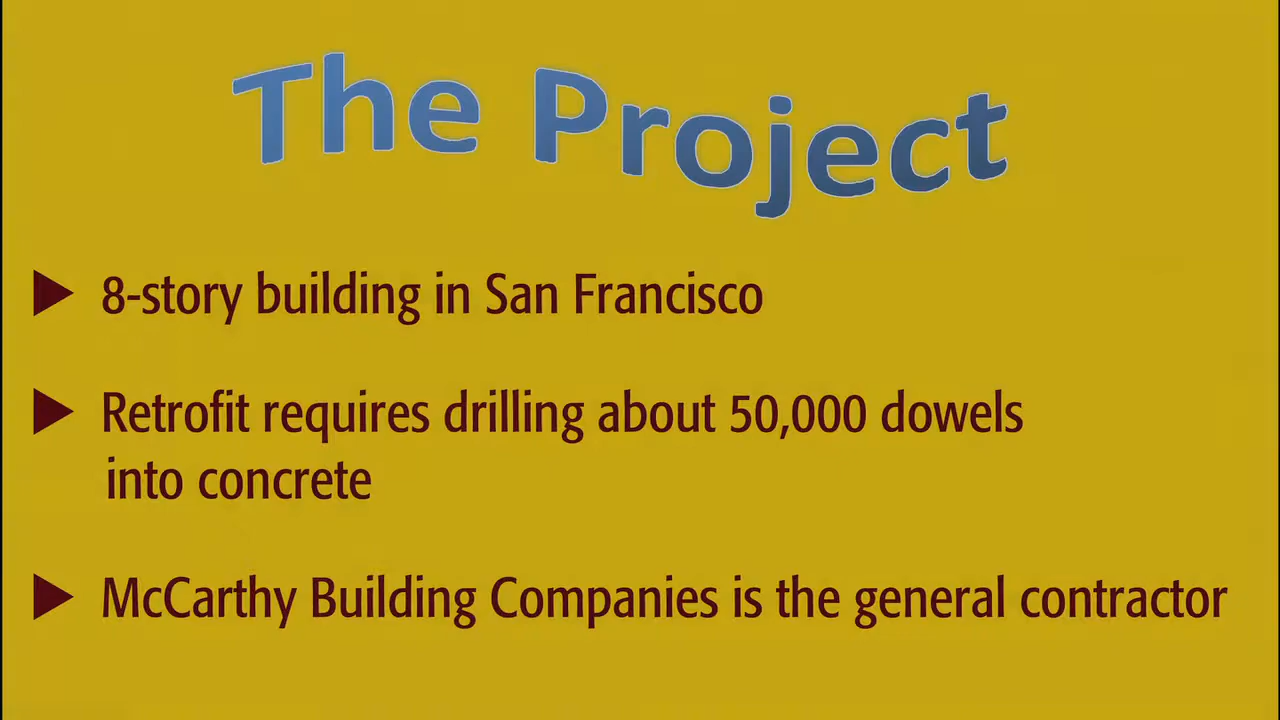 The Project
8-story building in San Francisco
Retrofit requires drilling about 50,000 dowels
into concrete
McCarthy Building Companies is the general contractor